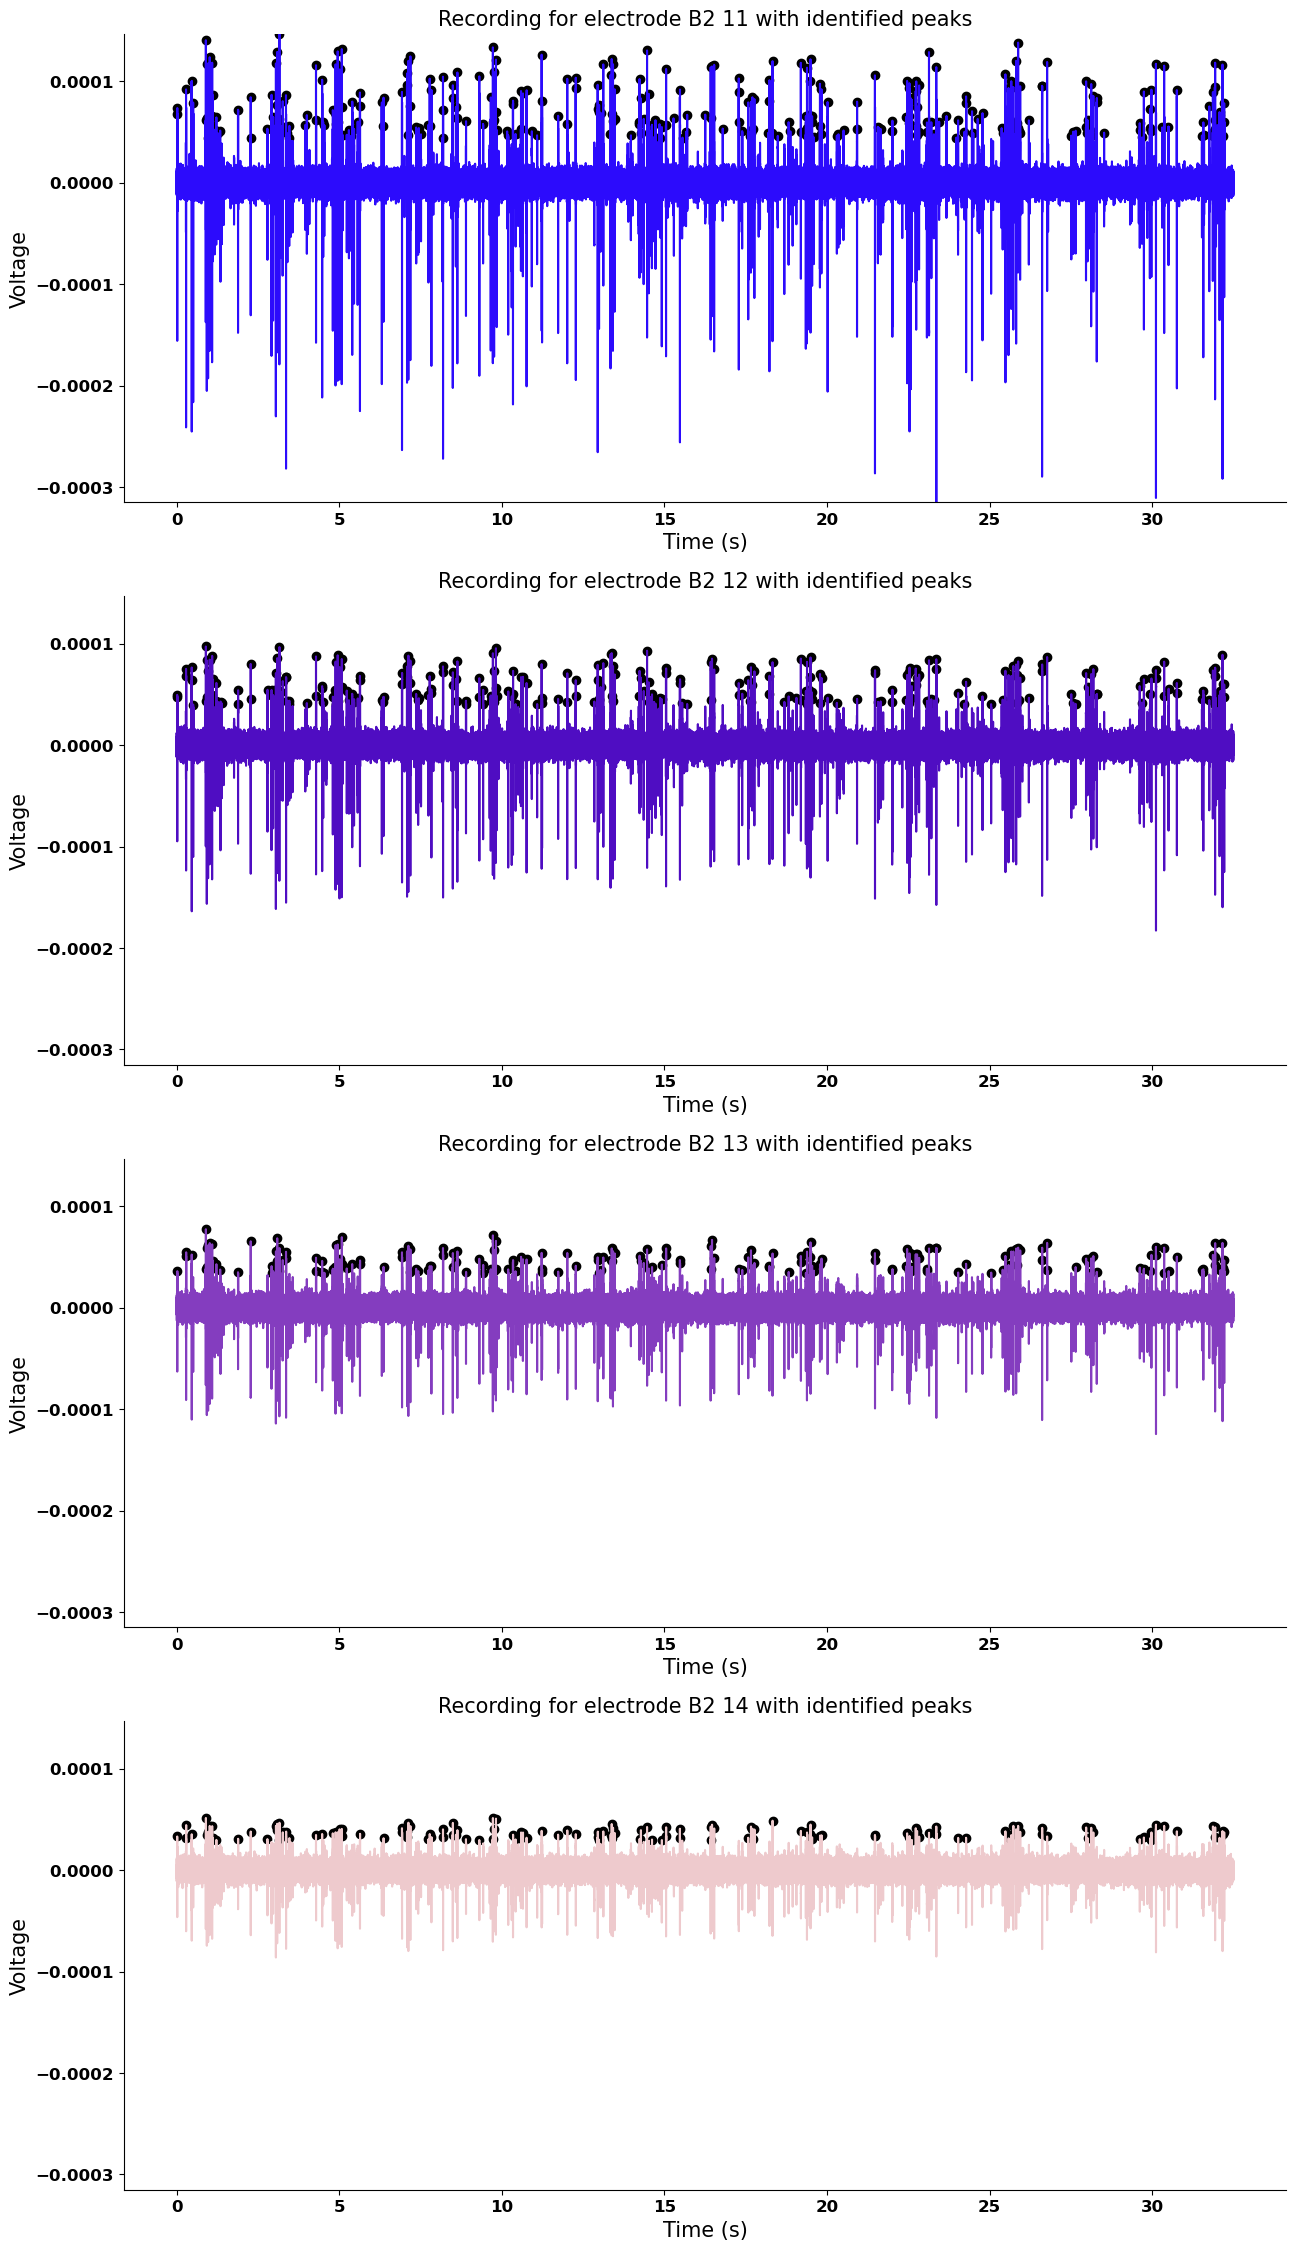 Recording for electrode B2 11 with identified peaks
0.0001
0.0000
−0.0001
−0.0002
−0.0003
Voltage
0 5 10 15 20 25 30
Time (s)
Recording for electrode B2 12 with identified peaks
0.0001
0.0000
−0.0001
−0.0002
−0.0003
Voltage
0 5 10 15 20 25 30
Time (s)
Recording for electrode B2 13 with identified peaks
0.0001
0.0000
−0.0001
−0.0002
−0.0003
Voltage
0 5 10 15 20 25 30
Time (s)
Recording for electrode B2 14 with identified peaks
0.0001
0.0000
−0.0001
−0.0002
−0.0003
Voltage
0 5 10 15 20 25 30
Time (s)